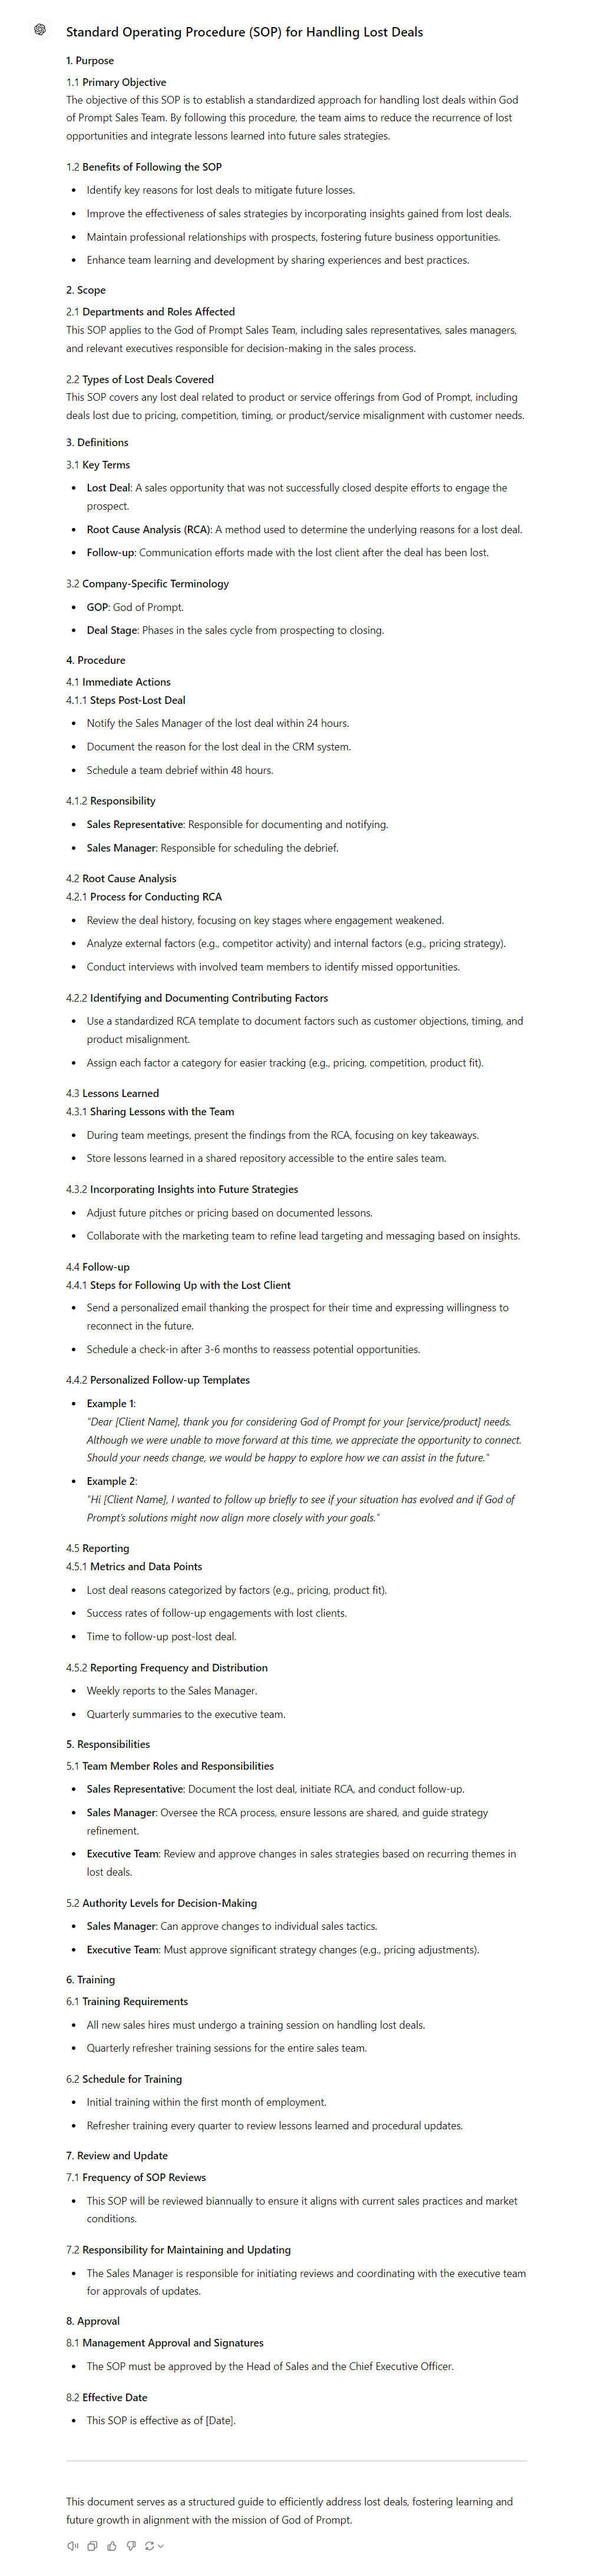 Standard Operating Procedure (SOP) for Handling Lost Deals
1. Purpose
1.1 Primary Objective
The objective of this SOP is to establish a standardized approach for handling lost deals within God
of Prompt Sales Team. By following this procedure, the team aims to reduce the recurrence of lost
opportunities and integrate lessons learned into future sales strategies.
1.2 Benefits of Following the SOP
• Identify key reasons for lost deals to mitigate future losses.
• Improve the effectiveness of sales strategies by incorporating insights gained from lost deals.
• Maintain professional relationships with prospects, fostering future business opportunities.
• Enhance team learning and development by sharing experiences and best practices.
2. Scope
2.1 Departments and Roles Affected
This SOP applies to the God of Prompt Sales Team, including sales representatives, sales managers,
and relevant executives responsible for decision-making in the sales process.
2.2 Types of Lost Deals Covered
This SOP covers any lost deal related to product or service offerings from God of Prompt, including
deals lost due to pricing, competition, timing, or product/service misalignment with customer needs.
3. Definitions
3.1 Key Terms
• Lost Deal: A sales opportunity that was not successfully closed despite efforts to engage the
prospect.
• Root Cause Analysis (RCA): A method used to determine the underlying reasons for a lost deal.
• Follow-up: Communication efforts made with the lost client after the deal has been lost.
3.2 Company-Specific Terminology
• GOP: God of Prompt.
• Deal Stage: Phases in the sales cycle from prospecting to closing.
4. Procedure
4.1 Immediate Actions
4.1.1 Steps Post-Lost Deal
• Notify the Sales Manager of the lost deal within 24 hours.
• Document the reason for the lost deal in the CRM system.
• Schedule a team debrief within 48 hours.
4.1.2 Responsibility
• Sales Representative: Responsible for documenting and notifying.
• Sales Manager: Responsible for scheduling the debrief.
4.2 Root Cause Analysis
4.2.1 Process for Conducting RCA
• Review the deal history, focusing on key stages where engagement weakened.
• Analyze external factors (e.g., competitor activity) and internal factors (e.g., pricing strategy).
• Conduct interviews with involved team members to identify missed opportunities.
4.2.2 Identifying and Documenting Contributing Factors
• Use a standardized RCA template to document factors such as customer objections, timing, and
product misalignment.
• Assign each factor a category for easier tracking (e.g., pricing, competition, product fit).
4.3 Lessons Learned
4.3.1 Sharing Lessons with the Team
• During team meetings, present the findings from the RCA, focusing on key takeaways.
• Store lessons learned in a shared repository accessible to the entire sales team.
4.3.2 Incorporating Insights into Future Strategies
• Adjust future pitches or pricing based on documented lessons.
• Collaborate with the marketing team to refine lead targeting and messaging based on insights.
4.4 Follow-up
4.4.1 Steps for Following Up with the Lost Client
• Send a personalized email thanking the prospect for their time and expressing willingness to
reconnect in the future.
• Schedule a check-in after 3-6 months to reassess potential opportunities.
4.4.2 Personalized Follow-up Templates
• Example 1:
"Dear [Client Name], thank you for considering God of Prompt for your [service/product] needs.
Although we were unable to move forward at this time, we appreciate the opportunity to connect.
Should your needs change, we would be happy to explore how we can assist in the future."
• Example 2:
"Hi [Client Name], I wanted to follow up briefly to see if your situation has evolved and if God of
Prompt's solutions might now align more closely with your goals."
4.5 Reporting
4.5.1 Metrics and Data Points
• Lost deal reasons categorized by factors (e.g., pricing, product fit).
• Success rates of follow-up engagements with lost clients.
• Time to follow-up post-lost deal.
4.5.2 Reporting Frequency and Distribution
• Weekly reports to the Sales Manager.
• Quarterly summaries to the executive team.
5. Responsibilities
5.1 Team Member Roles and Responsibilities
• Sales Representative: Document the lost deal, initiate RCA, and conduct follow-up.
• Sales Manager: Oversee the RCA process, ensure lessons are shared, and guide strategy
refinement.
• Executive Team: Review and approve changes in sales strategies based on recurring themes in
lost deals.
5.2 Authority Levels for Decision-Making
• Sales Manager: Can approve changes to individual sales tactics.
• Executive Team: Must approve significant strategy changes (e.g., pricing adjustments).
6. Training
6.1 Training Requirements
• All new sales hires must undergo a training session on handling lost deals.
• Quarterly refresher training sessions for the entire sales team.
6.2 Schedule for Training
• Initial training within the first month of employment.
• Refresher training every quarter to review lessons learned and procedural updates.
7. Review and Update
7.1 Frequency of SOP Reviews
• This SOP will be reviewed biannually to ensure it aligns with current sales practices and market
conditions.
7.2 Responsibility for Maintaining and Updating
• The Sales Manager is responsible for initiating reviews and coordinating with the executive team
for approvals of updates.
8. Approval
8.1 Management Approval and Signatures
• The SOP must be approved by the Head of Sales and the Chief Executive Officer.
8.2 Effective Date
• This SOP is effective as of [Date].
This document serves as a structured guide to efficiently address lost deals, fostering learning and
future growth in alignment with the mission of God of Prompt.